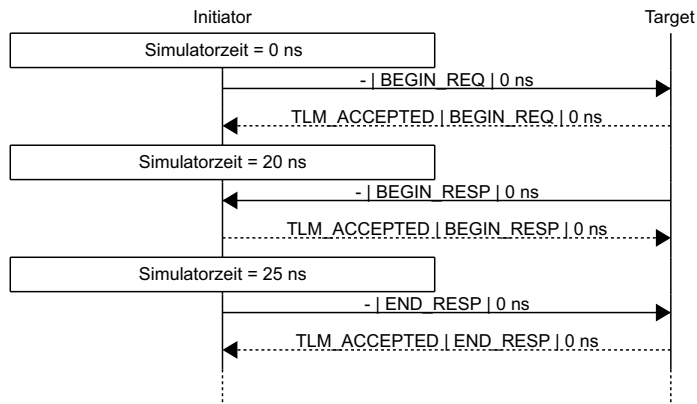 Initiator Target
Simulatorzeit = 0 ns
- | BEGIN_REQ | 0 ns
TLM_ACCEPTED | BEGIN_REQ | 0 ns
Simulatorzeit = 20 ns
- | BEGIN_RESP | 0 ns
TLM_ACCEPTED | BEGIN_RESP | 0 ns
Simulatorzeit = 25 ns
- | END_RESP | 0 ns
TLM_ACCEPTED | END_RESP | 0 ns